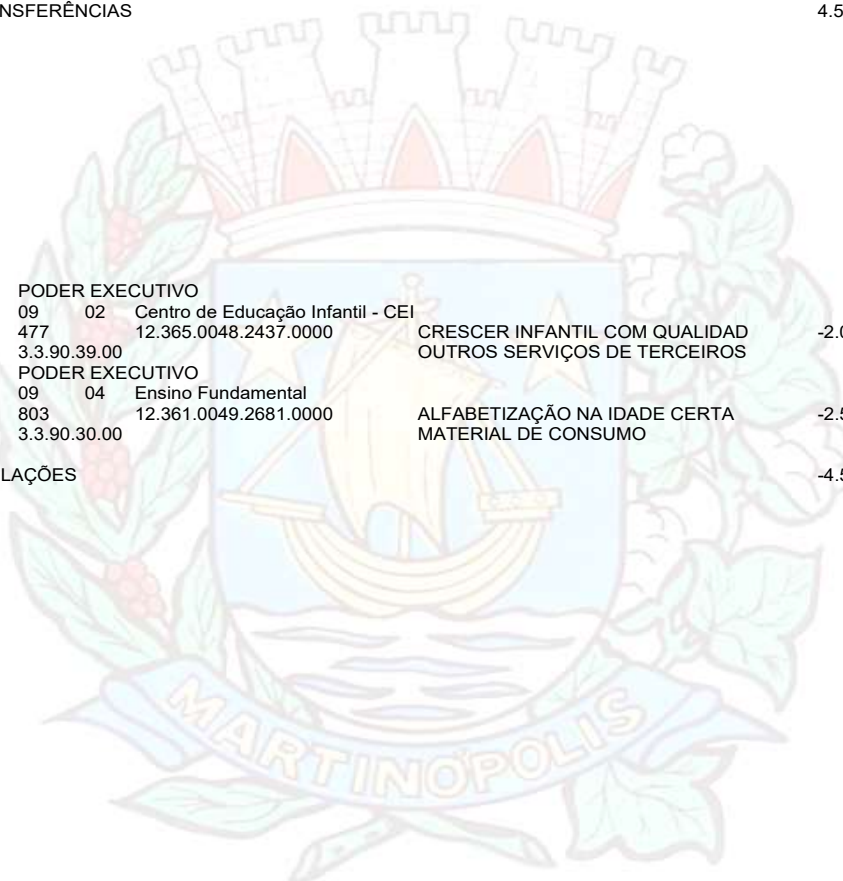 NSFERÊNCIAS 4.5
PODER EXECUTIVO
09 02 Centro de Educação Infantil - CEI
477 12.365.0048.2437.0000 CRESCER INFANTIL COM QUALIDAD -2.0
3.3.90.39.00 OUTROS SERVIÇOS DE TERCEIROS
PODER EXECUTIVO
09 04 Ensino Fundamental
803 12.361.0049.2681.0000 ALFABETIZAÇÃO NA IDADE CERTA -2.5
3.3.90.30.00 MATERIAL DE CONSUMO
LAÇÕES -4.5
MARTINÓPOLIS